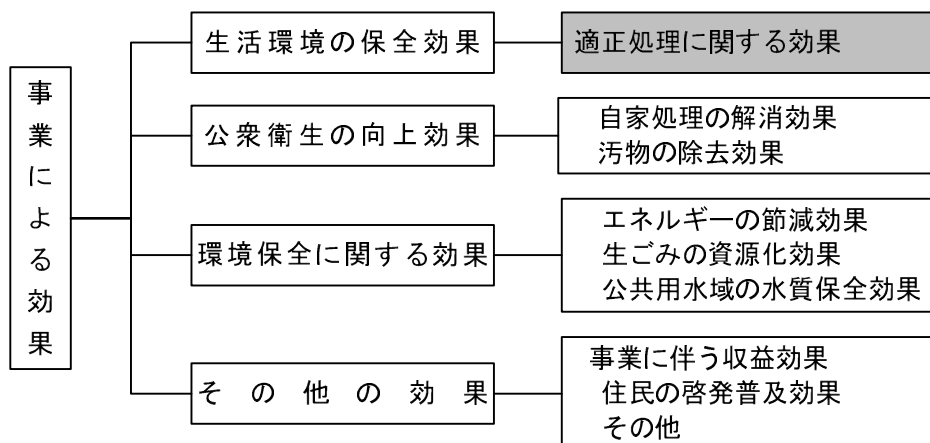 事業による効果
生活環境の保全効果
適正処理に関する効果
公衆衛生の向上効果
自家処理の解消効果
汚物の除去効果
環境保全に関する効果
エネルギーの節減効果
生ごみの資源化効果
公共用水域の水質保全効果
その他の効果
事業に伴う収益効果
住民の啓発普及効果
その他